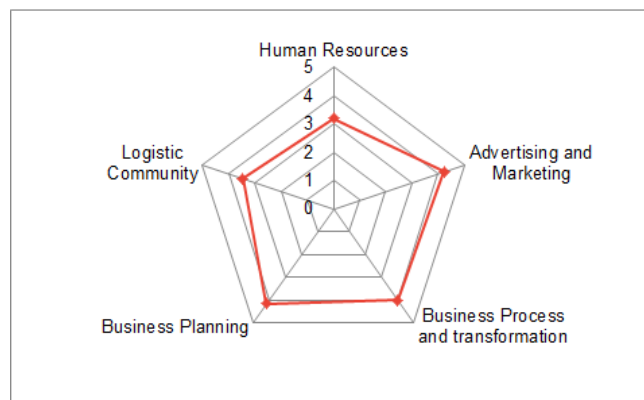 Human Resources
5
4
3
2
1
0
Advertising and
Marketing
Business Process
and transformation
Business Planning
Logistic
Community